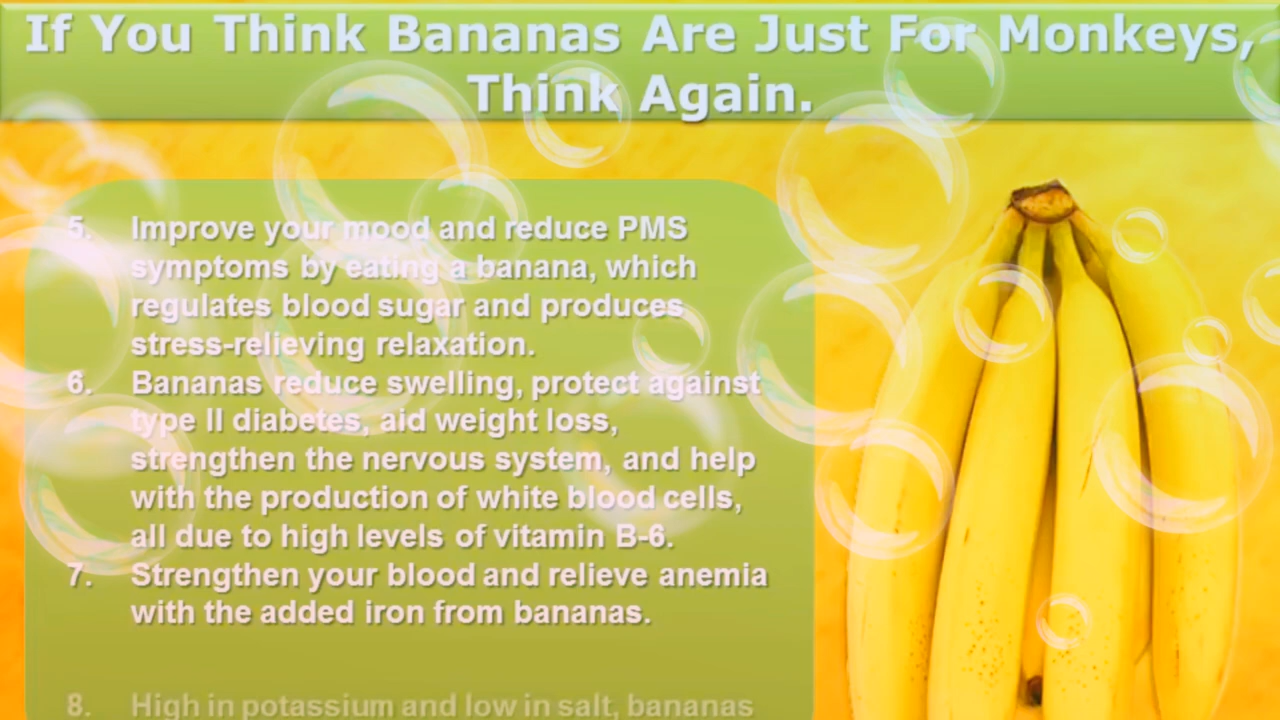 If You Think Bananas Are Just For Monkeys,
Think Again.
5. Improve your mood and reduce PMS
symptoms by eating a banana, which
regulates blood sugar and produces
stress-relieving relaxation.
6. Bananas reduce swelling, protect against
type II diabetes, aid weight loss,
strengthen the nervous system, and help
with the production of white blood cells,
all due to high levels of vitamin B-6.
7. Strengthen your blood and relieve anemia
with the added iron from bananas.
8. High in potassium and low in salt, bananas